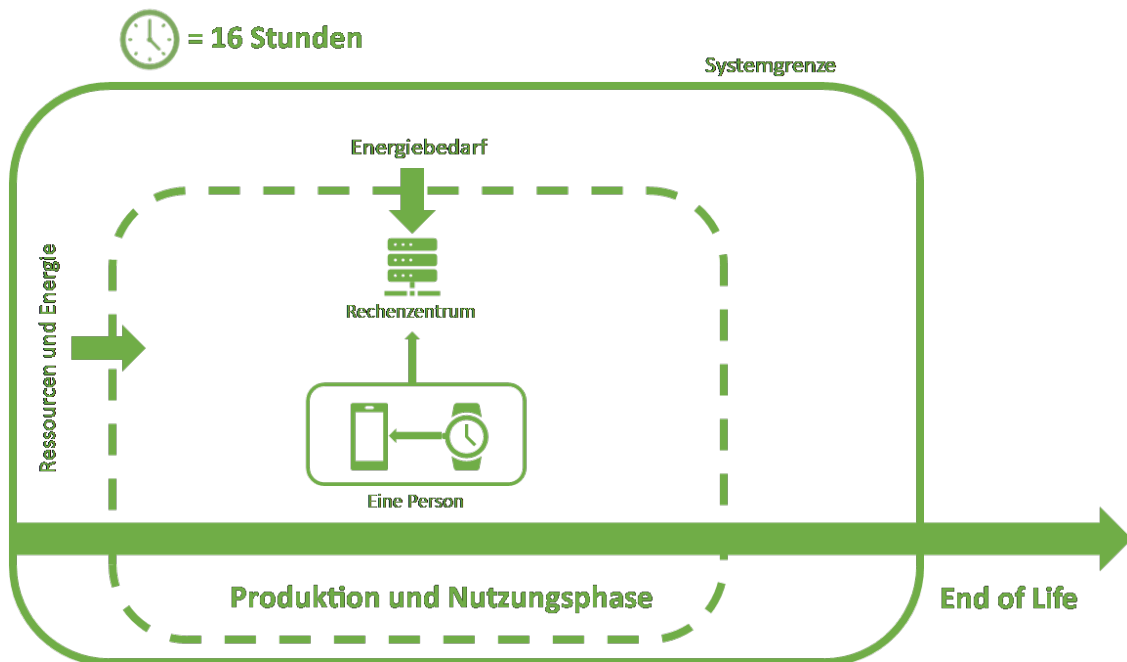 = 16 Stunden
Systemgrenze
Energiebedarf
Ressourcen und Energie
Rechenzentrum
Eine Person
Produktion und Nutzungsphase
End of Life